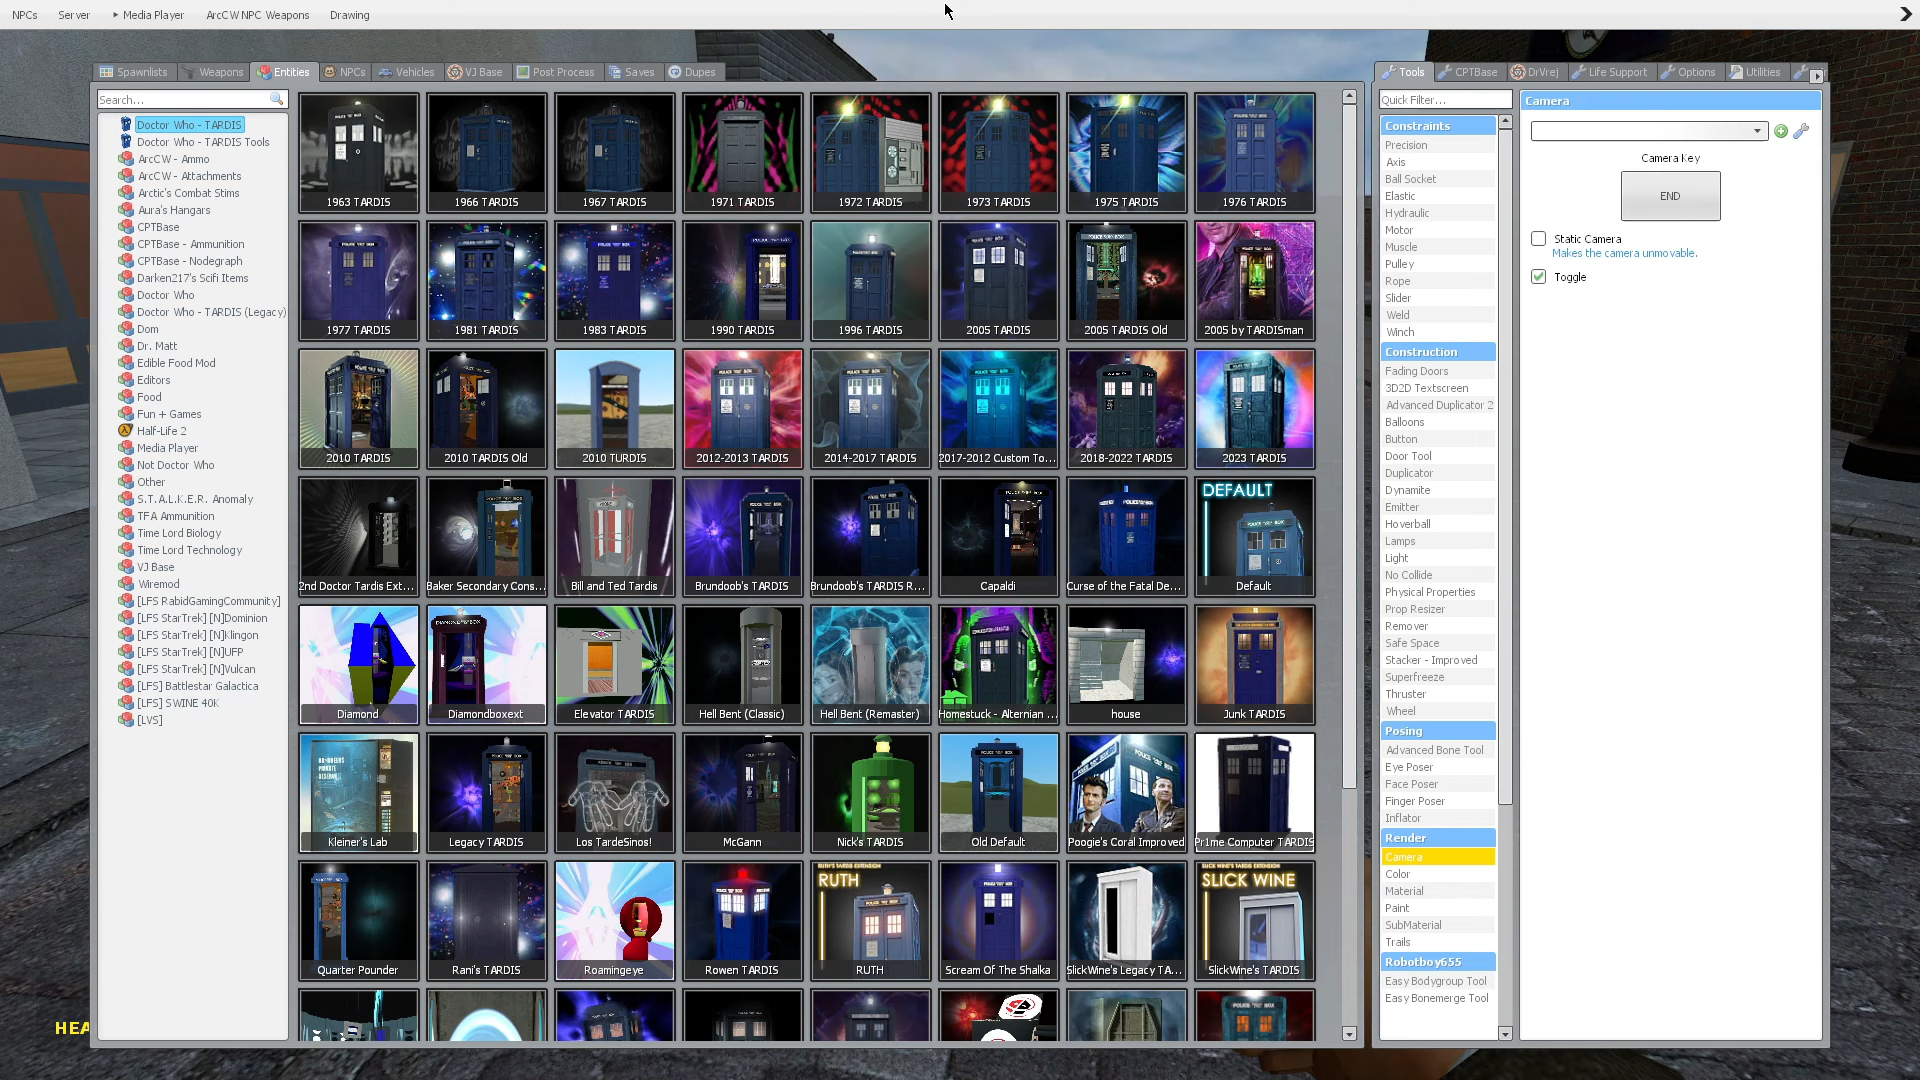 NPCs Server Media Player ArcCW NPC Weapons Drawing
Spawnlists Weapons Entities NPCs Vehicles VJ Base Post Process Saves Dupes
Search...
Doctor Who - TARDIS
Doctor Who - TARDIS Tools
ArcCW - Ammo
ArcCW - Attachments
Arctic's Combat Stims
Aura's Hangars
CPTBase
CPTBase - Ammunition
CPTBase - Nodegraph
Darken217's Scifi Items
Doctor Who
Doctor Who - TARDIS (Legacy)
Dom
Dr. Matt
Edible Food Mod
Editors
Food
Fun + Games
Half-Life 2
Media Player
Not Doctor Who
Other
S.T.A.L.K.E.R. Anomaly
TFA Ammunition
Time Lord Biology
Time Lord Technology
VJ Base
Wiremod
[LFS RabidGamingCommunity]
[LFS StarTrek] [N]Dominion
[LFS StarTrek] [N]Klingon
[LFS StarTrek] [N]UFP
[LFS StarTrek] [N]Vulcan
[LFS] Battlestar Galactica
[LFS] SWINE 40K
[LVS]
1963 TARDIS 1966 TARDIS 1967 TARDIS 1971 TARDIS 1972 TARDIS 1973 TARDIS 1975 TARDIS 1976 TARDIS
1977 TARDIS 1981 TARDIS 1983 TARDIS 1990 TARDIS 1996 TARDIS 2005 TARDIS 2005 TARDIS Old 2005 by TARDISman
2010 TARDIS 2010 TARDIS Old 2010 TURDIS 2012-2013 TARDIS 2014-2017 TARDIS 2017-2012 Custom To... 2018-2022 TARDIS 2023 TARDIS
DEFAULT
2nd Doctor Tardis Ext... Baker Secondary Cons... Bill and Ted Tardis Brundoob's TARDIS Brundoob's TARDIS R... Capaldi Curse of the Fatal De... Default
Diamond Diamondboxext Elevator TARDIS Hell Bent (Classic) Hell Bent (Remaster) Homestuck - Alternian ... house Junk TARDIS
Kleiner's Lab Legacy TARDIS Los TardeSinos! McGann Nick's TARDIS Old Default Poogie's Coral Improved Pr1me Computer TARDIS
RUTH'S TARDIS EXTENSION
RUTH
SLICK WINE'S TARDIS EXTENSION
SLICK WINE
Quarter Pounder Rani's TARDIS Roamingeye Rowen TARDIS RUTH Scream Of The Shalka SlickWine's Legacy TA... SlickWine's TARDIS
HEA
Tools CPTBase DrVrej Life Support Options Utilities
Quick Filter...
Constraints
Precision
Axis
Ball Socket
Elastic
Hydraulic
Motor
Muscle
Pulley
Rope
Slider
Weld
Winch
Construction
Fading Doors
3D2D Textscreen
Advanced Duplicator 2
Balloons
Button
Door Tool
Duplicator
Dynamite
Emitter
Hoverball
Lamps
Light
No Collide
Physical Properties
Prop Resizer
Remover
Safe Space
Stacker - Improved
Superfreeze
Thruster
Wheel
Posing
Advanced Bone Tool
Eye Poser
Face Poser
Finger Poser
Inflator
Render
Camera
Color
Material
Paint
SubMaterial
Trails
Robotboy655
Easy Bodygroup Tool
Easy Bonemerge Tool
Camera
Camera Key
END
Static Camera
Makes the camera unmovable.
Toggle